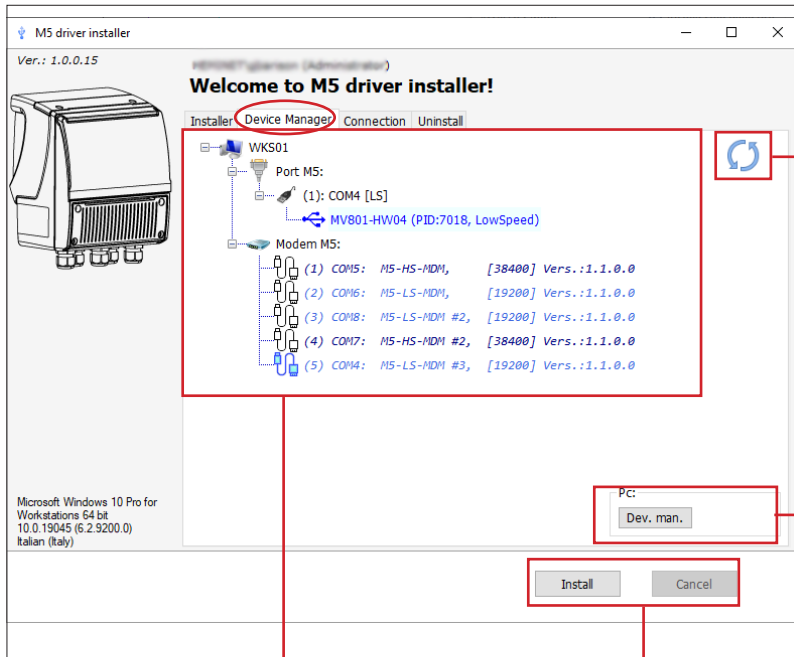 M5 driver installer
Ver.: 1.0.0.15
(Administrator)
Welcome to M5 driver installer!
Installer Device Manager Connection Uninstall
WKS01
Port M5:
(1): COM4 [LS]
MV801-HW04 (PID:7018, LowSpeed)
Modem M5:
(1) COM5: M5-HS-MDM, [38400] Vers.:1.1.0.0
(2) COM6: M5-LS-MDM, [19200] Vers.:1.1.0.0
(3) COM8: M5-LS-MDM #2, [19200] Vers.:1.1.0.0
(4) COM7: M5-HS-MDM #2, [38400] Vers.:1.1.0.0
(5) COM4: M5-LS-MDM #3, [19200] Vers.:1.1.0.0
Microsoft Windows 10 Pro for
Workstations 64 bit
10.0.19045 (6.2.9200.0)
Italian (Italy)
Pc:
Dev. man.
Install Cancel